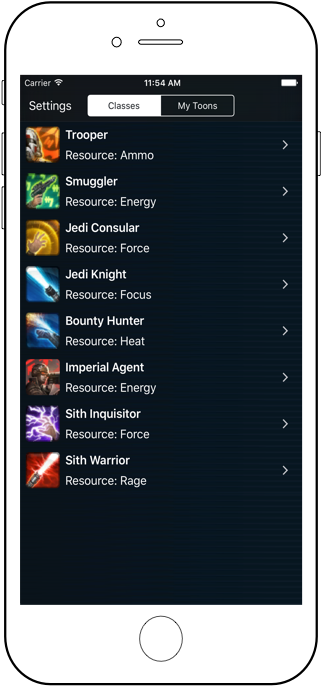 Carrier 11:54 AM
Settings Classes My Toons
Trooper
Resource: Ammo
Smuggler
Resource: Energy
Jedi Consular
Resource: Force
Jedi Knight
Resource: Focus
Bounty Hunter
Resource: Heat
Imperial Agent
Resource: Energy
Sith Inquisitor
Resource: Force
Sith Warrior
Resource: Rage